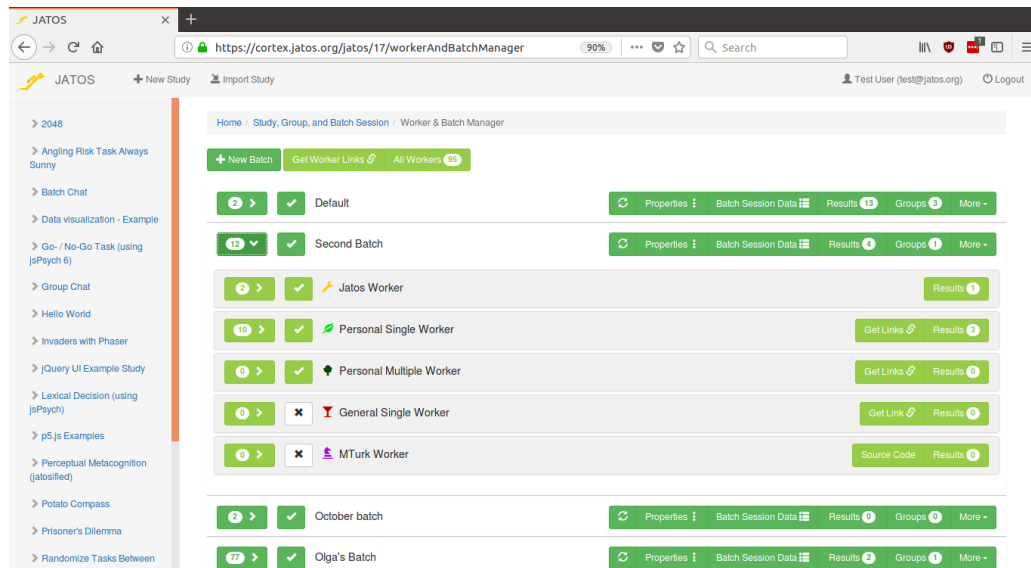 JATOS
https://cortex.jatos.org/jatos/17/workerAndBatchManager
90%
Search
1
JATOS
New Study
Import Study
Test User (test@jatos.org)
Logout
2048
Angling Risk Task Always
Sunny
Batch Chat
Data visualization - Example
Go- / No-Go Task (using
jsPsych 6)
Group Chat
Hello World
Invaders with Phaser
jQuery UI Example Study
Lexical Decision (using
jsPsych)
p5.js Examples
Perceptual Metacognition
(jatosified)
Potato Compass
Prisoner's Dilemma
Randomize Tasks Between
Home / Study, Group, and Batch Session / Worker & Batch Manager
New Batch Get Worker Links All Workers 95
2 Default Properties Batch Session Data Results 13 Groups 3 More
12 Second Batch Properties Batch Session Data Results 4 Groups 1 More
2 Jatos Worker Results 1
10 Personal Single Worker Get Links Results 3
0 Personal Multiple Worker Get Links Results 0
0 General Single Worker Get Link Results 0
0 MTurk Worker Source Code Results 0
2 October batch Properties Batch Session Data Results 0 Groups 0 More
77 Olga's Batch Properties Batch Session Data Results 2 Groups 1 More